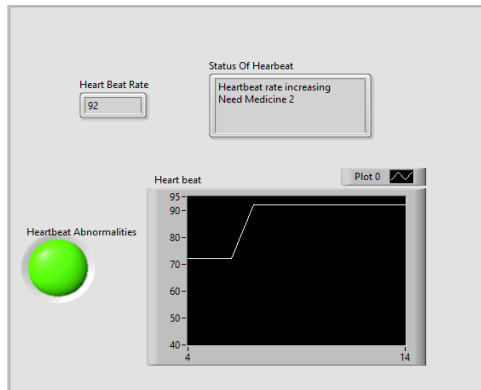 Status Of Hearbeat
Heart Beat Rate
Heartbeat rate increasing
Need Medicine 2
92
Plot 0
Heart beat
95
90
80
70
60
50
40
4
14
Heartbeat Abnormalities